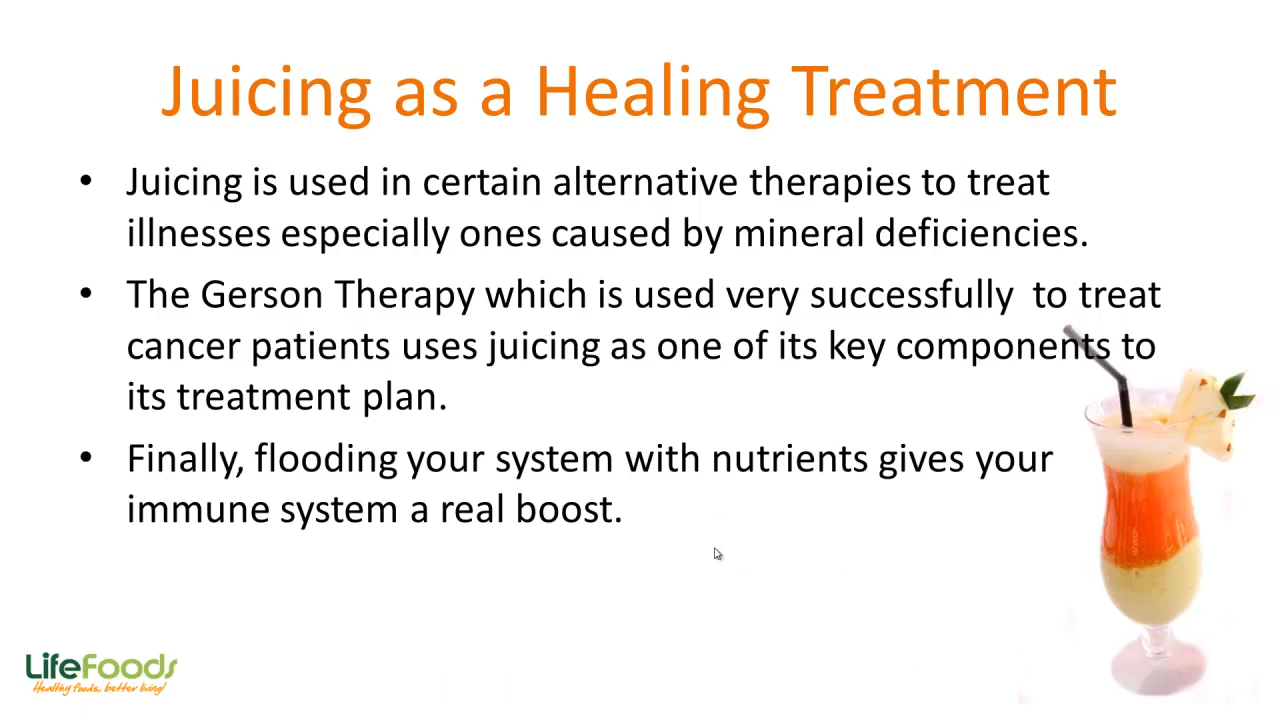 Juicing as a Healing Treatment
• Juicing is used in certain alternative therapies to treat
illnesses especially ones caused by mineral deficiencies.
• The Gerson Therapy which is used very successfully  to treat
cancer patients uses juicing as one of its key components to
its treatment plan.
• Finally, flooding your system with nutrients gives your
immune system a real boost.
LifeFoods
Healthy foods, better living!